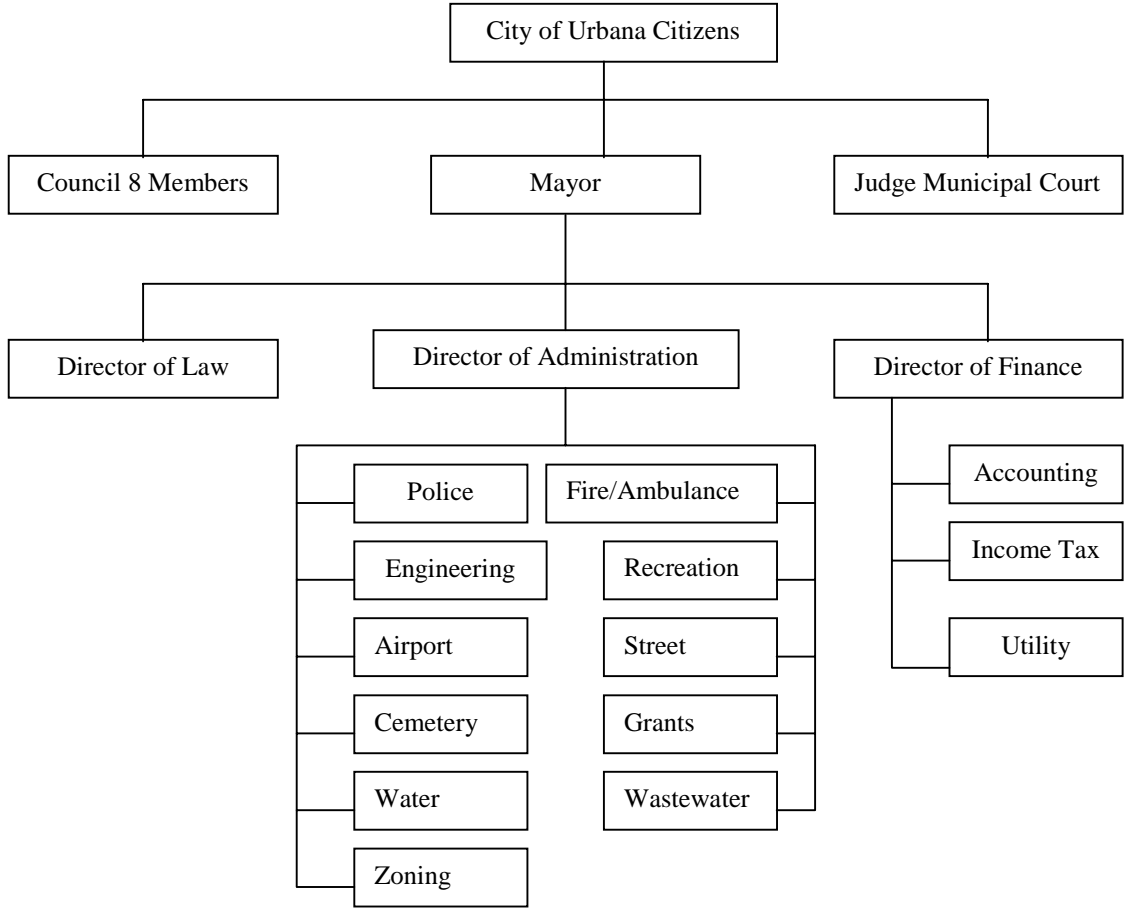 City of Urbana Citizens
Council 8 Members
Mayor
Judge Municipal Court
Director of Law
Director of Administration
Director of Finance
Police
Fire/Ambulance
Accounting
Engineering
Recreation
Income Tax
Airport
Street
Utility
Cemetery
Grants
Water
Wastewater
Zoning